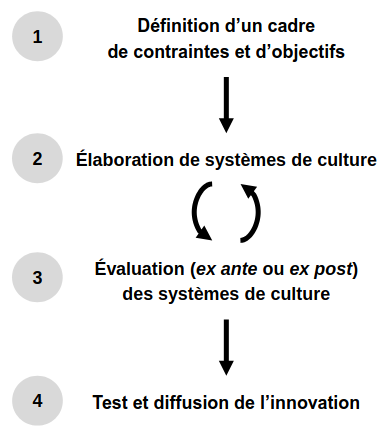 1
Définition d’un cadre
de contraintes et d’objectifs
2
Élaboration de systèmes de culture
3
Évaluation (ex ante ou ex post)
des systèmes de culture
4
Test et diffusion de l’innovation